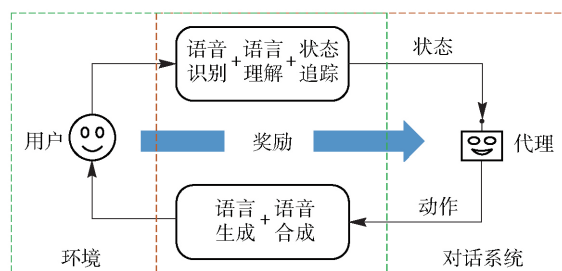 语音 语言 状态
识别+理解+追踪
状态
用户
奖励
代理
语言 语音
生成+合成
动作
环境
对话系统